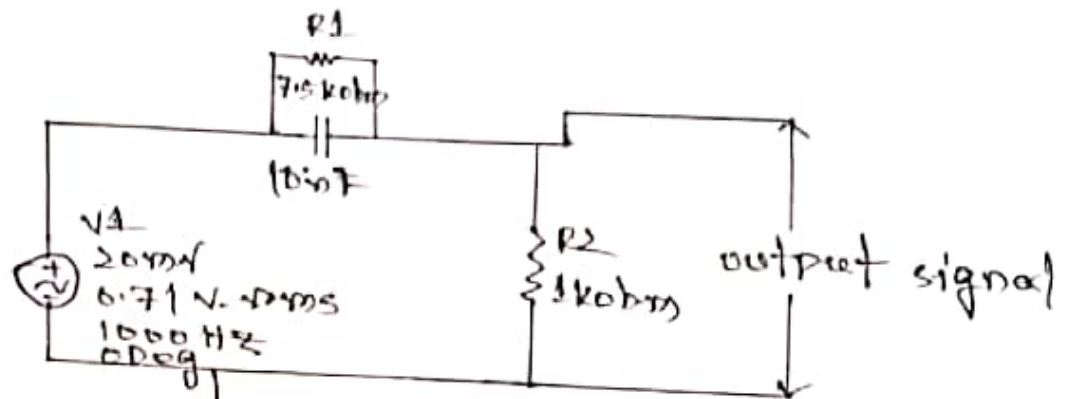 R1
7.5 kohm
10nF
V1
20mV
0.71 V-rms
1000 Hz
0Deg
R2
1kohm
output signal